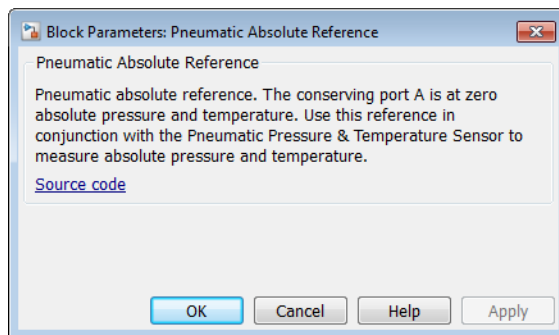 Block Parameters: Pneumatic Absolute Reference
Pneumatic Absolute Reference
Pneumatic absolute reference. The conserving port A is at zero
absolute pressure and temperature. Use this reference in
conjunction with the Pneumatic Pressure & Temperature Sensor to
measure absolute pressure and temperature.
Source code
OK Cancel Help Apply